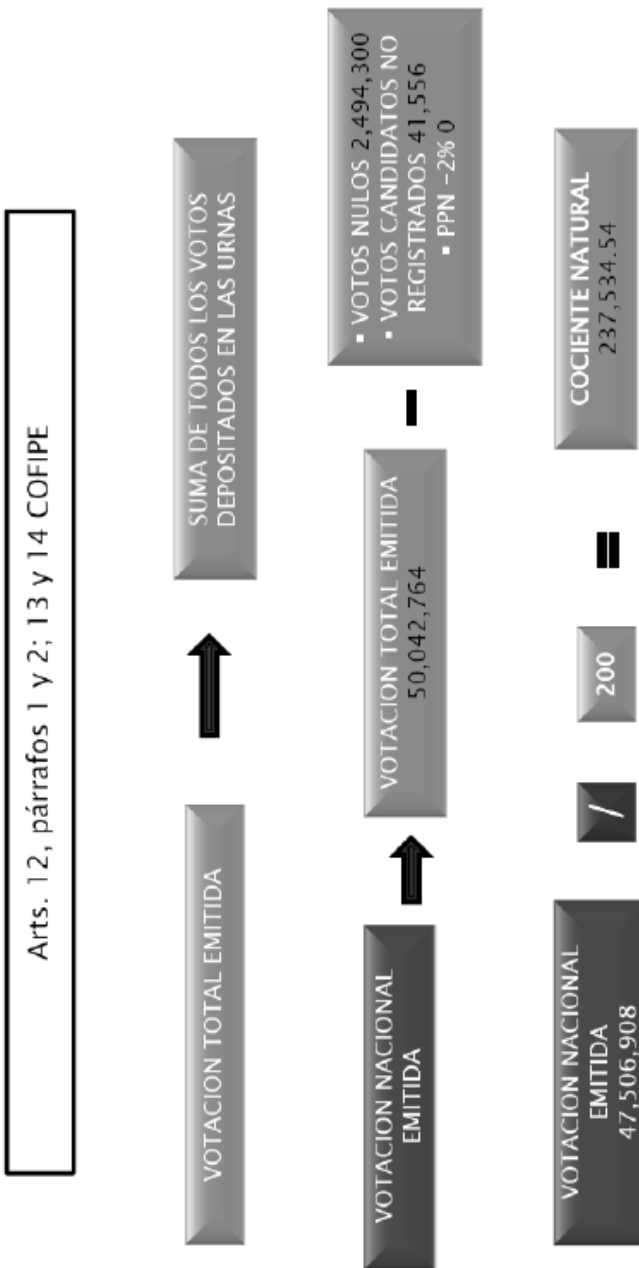 Arts. 12, párrafos 1 y 2; 13 y 14 COFIPE
VOTACION TOTAL EMITIDA
SUMA DE TODOS LOS VOTOS
DEPOSITADOS EN LAS URNAS
VOTACION NACIONAL
EMITIDA
VOTACION TOTAL EMITIDA
50,042,764
-
▪ VOTOS NULOS 2,494,300
▪ VOTOS CANDIDATOS NO
REGISTRADOS 41,556
▪ PPN -2% 0
VOTACION NACIONAL
EMITIDA
47,506,908
/
200
=
COCIENTE NATURAL
237,534.54